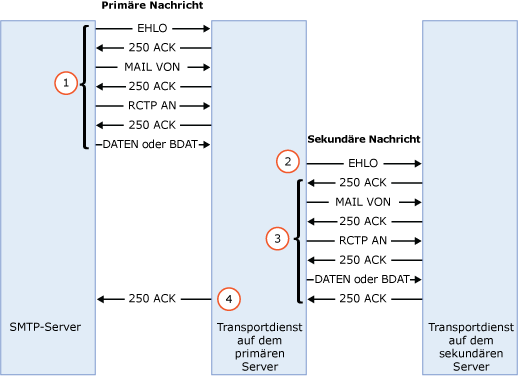 Primäre Nachricht
EHLO
250 ACK
MAIL VON
250 ACK
RCTP AN
250 ACK
DATEN oder BDAT
1
Sekundäre Nachricht
2
EHLO
250 ACK
MAIL VON
250 ACK
3
RCTP AN
250 ACK
DATEN oder BDAT
250 ACK
4
250 ACK
SMTP-Server
Transportdienst
auf dem
primären
Server
Transportdienst
auf dem
sekundären
Server